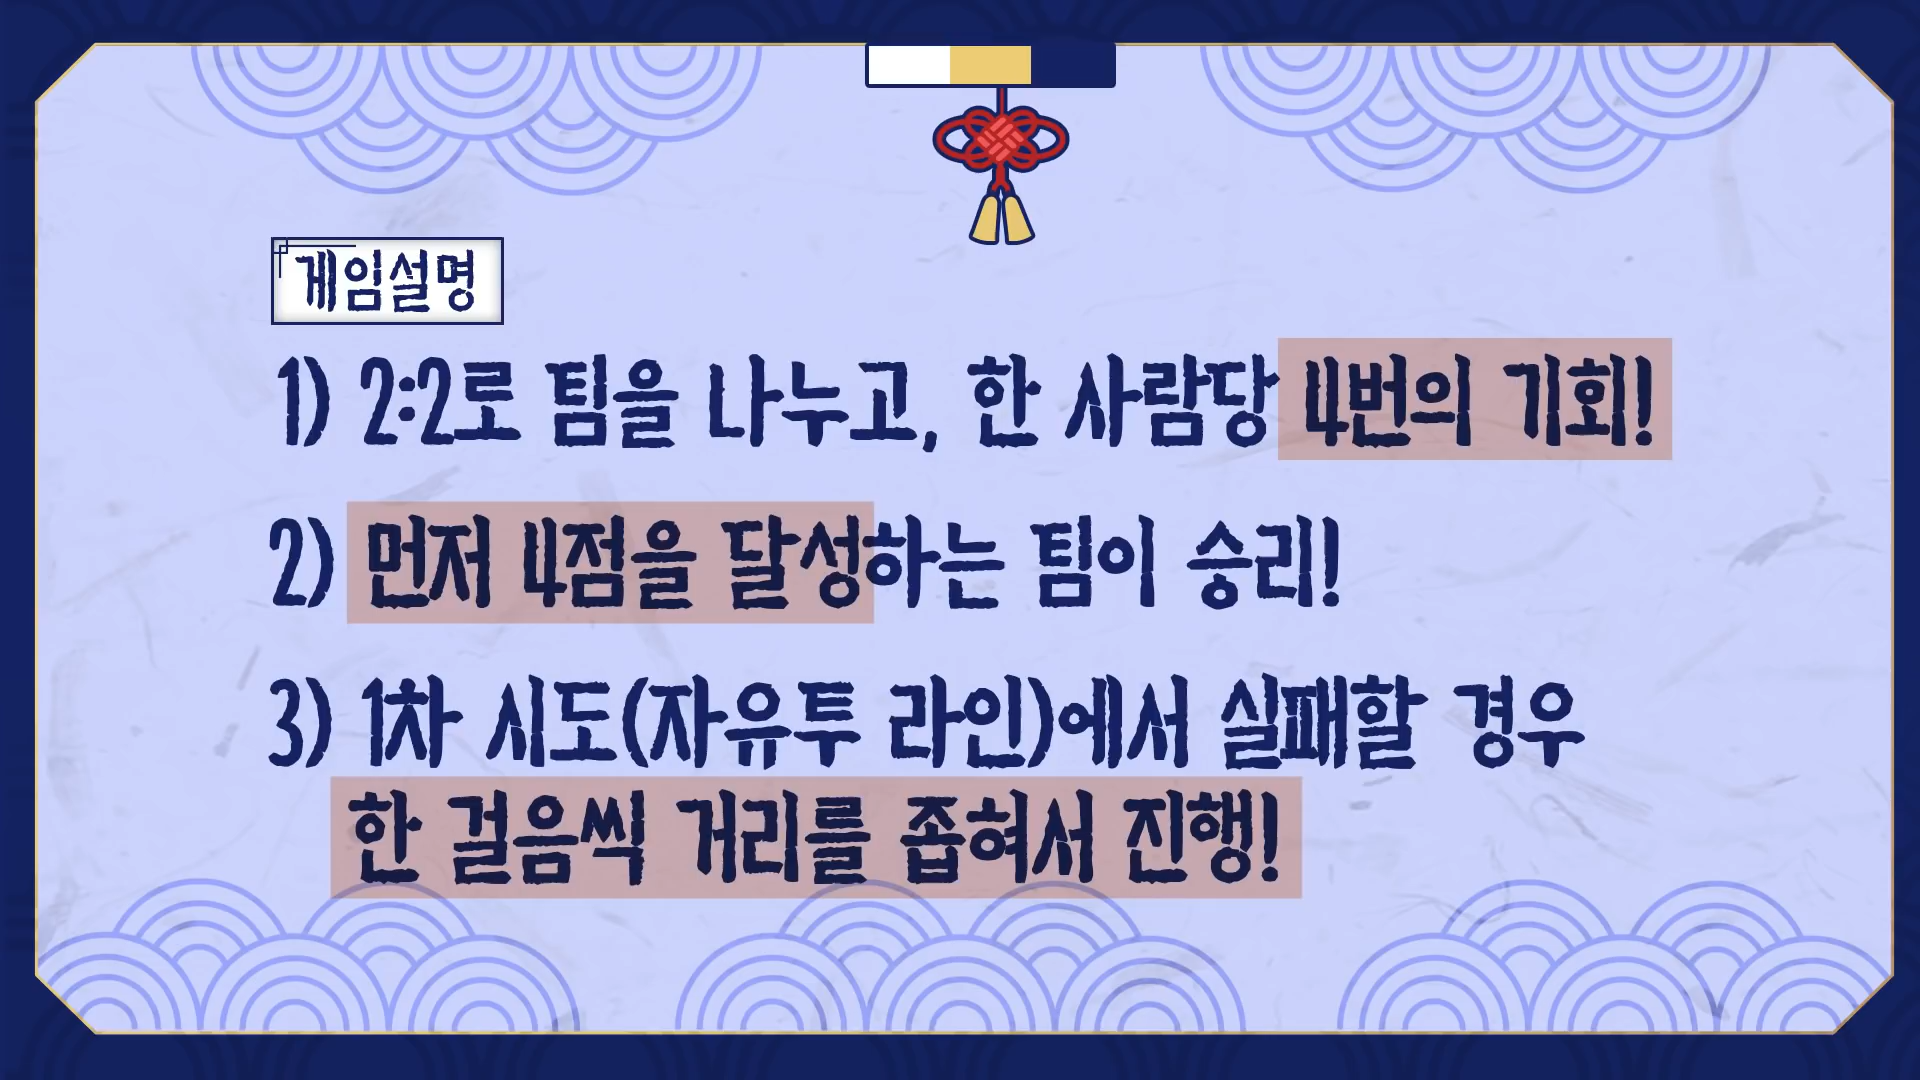 게임설명
1) 2:2로 팀을 나누고, 한 사람당 4번의 기회!
2) 먼저 4점을 달성하는 팀이 승리!
3) 1차 시도(자유투 라인)에서 실패할 경우
한 걸음씩 거리를 좁혀서 진행!